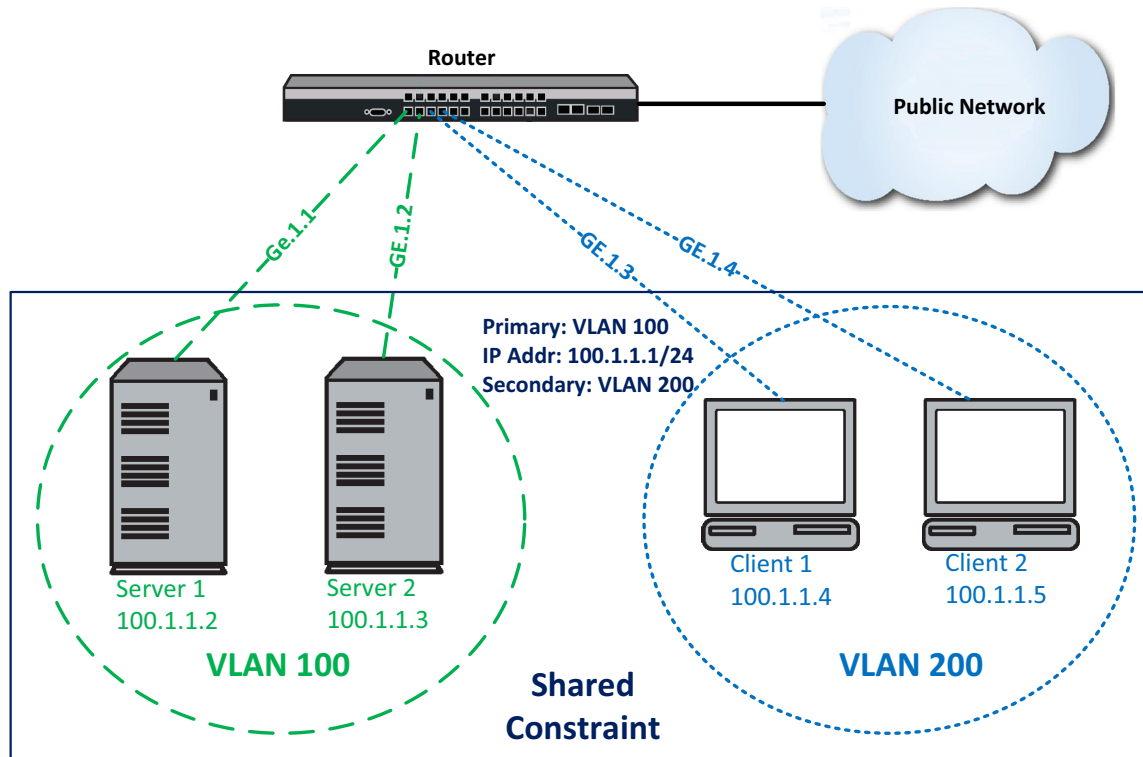 Router
Public Network
Ge.1.1
GE.1.2
GE.1.3
GE.1.4
Primary: VLAN 100
IP Addr: 100.1.1.1/24
Secondary: VLAN 200
Server 1
100.1.1.2
Server 2
100.1.1.3
Client 1
100.1.1.4
Client 2
100.1.1.5
VLAN 100
VLAN 200
Shared
Constraint